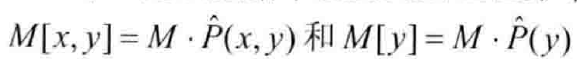 M[x, y] = M · P̂(x, y) 和 M[y] = M · P̂(y)